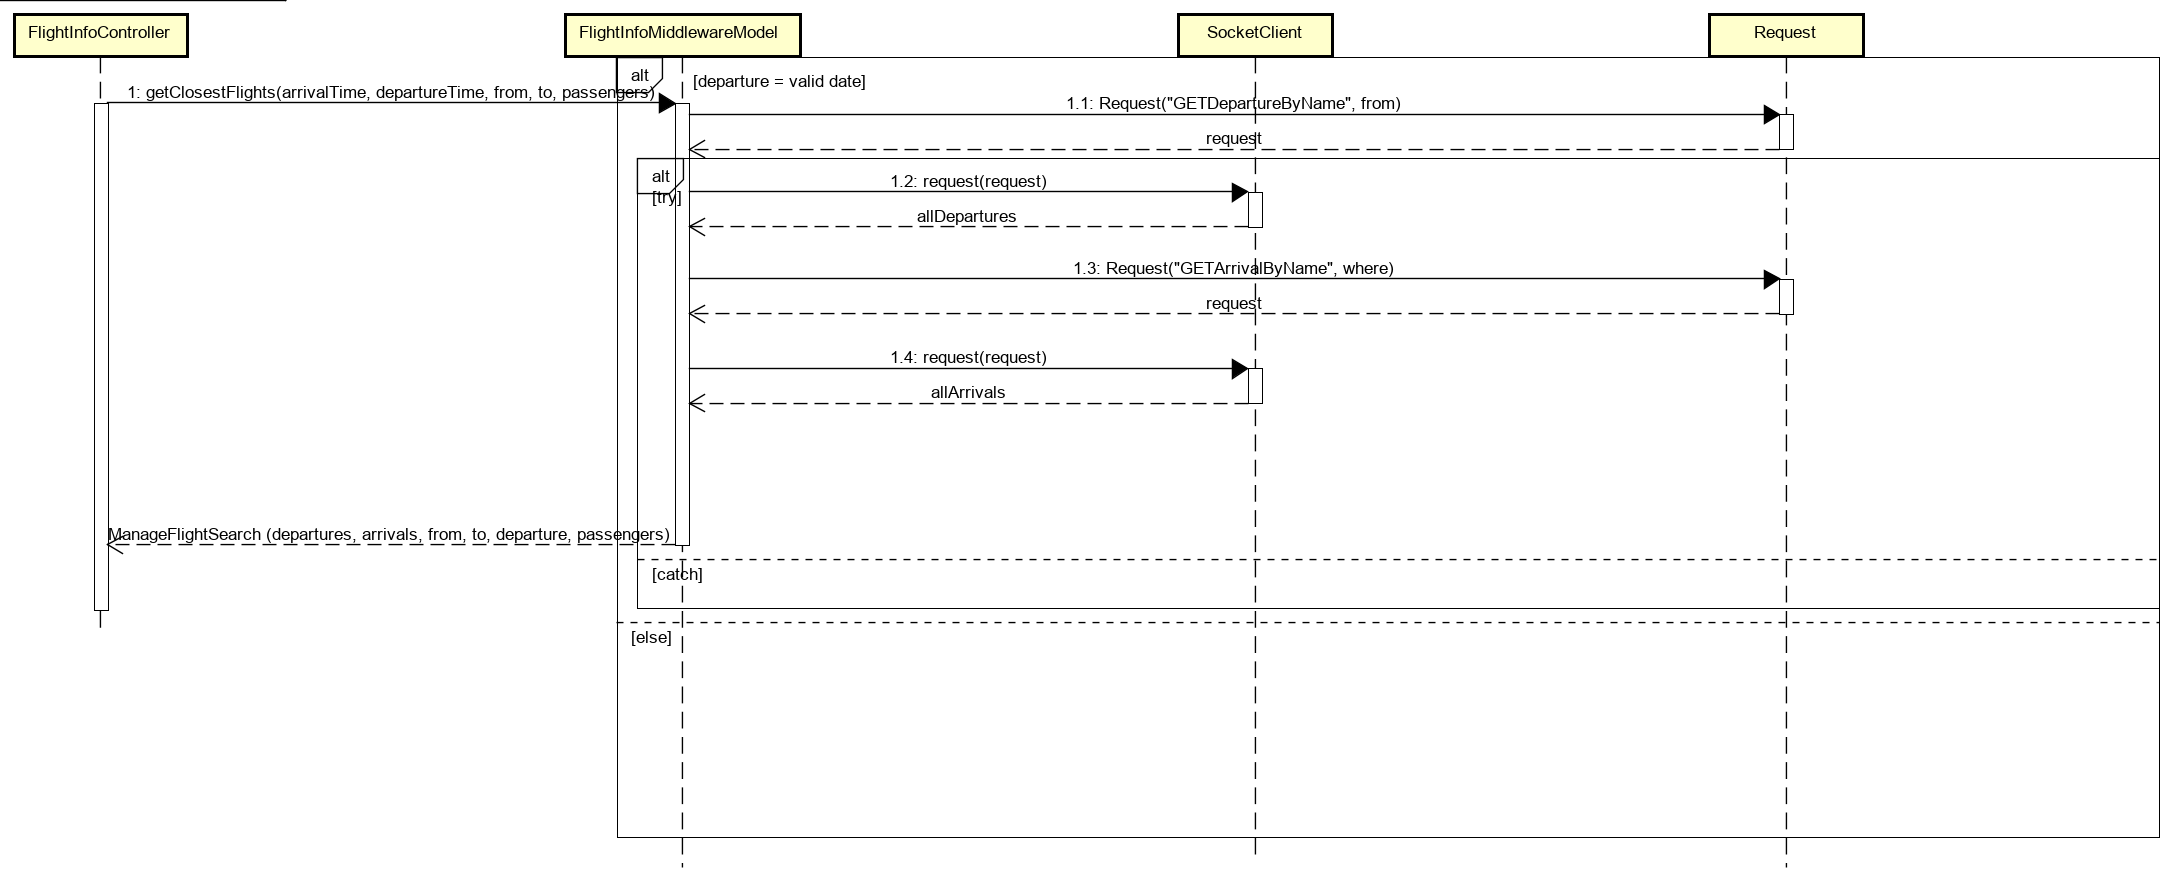 FlightInfoController
FlightInfoMiddlewareModel
SocketClient
Request
alt
[departure = valid date]
1: getClosestFlights(arrivalTime, departureTime, from, to, passengers)
1.1: Request("GETDepartureByName", from)
request
alt
[try]
1.2: request(request)
allDepartures
1.3: Request("GETArrivalByName", where)
request
1.4: request(request)
allArrivals
ManageFlightSearch (departures, arrivals, from, to, departure, passengers)
[catch]
[else]